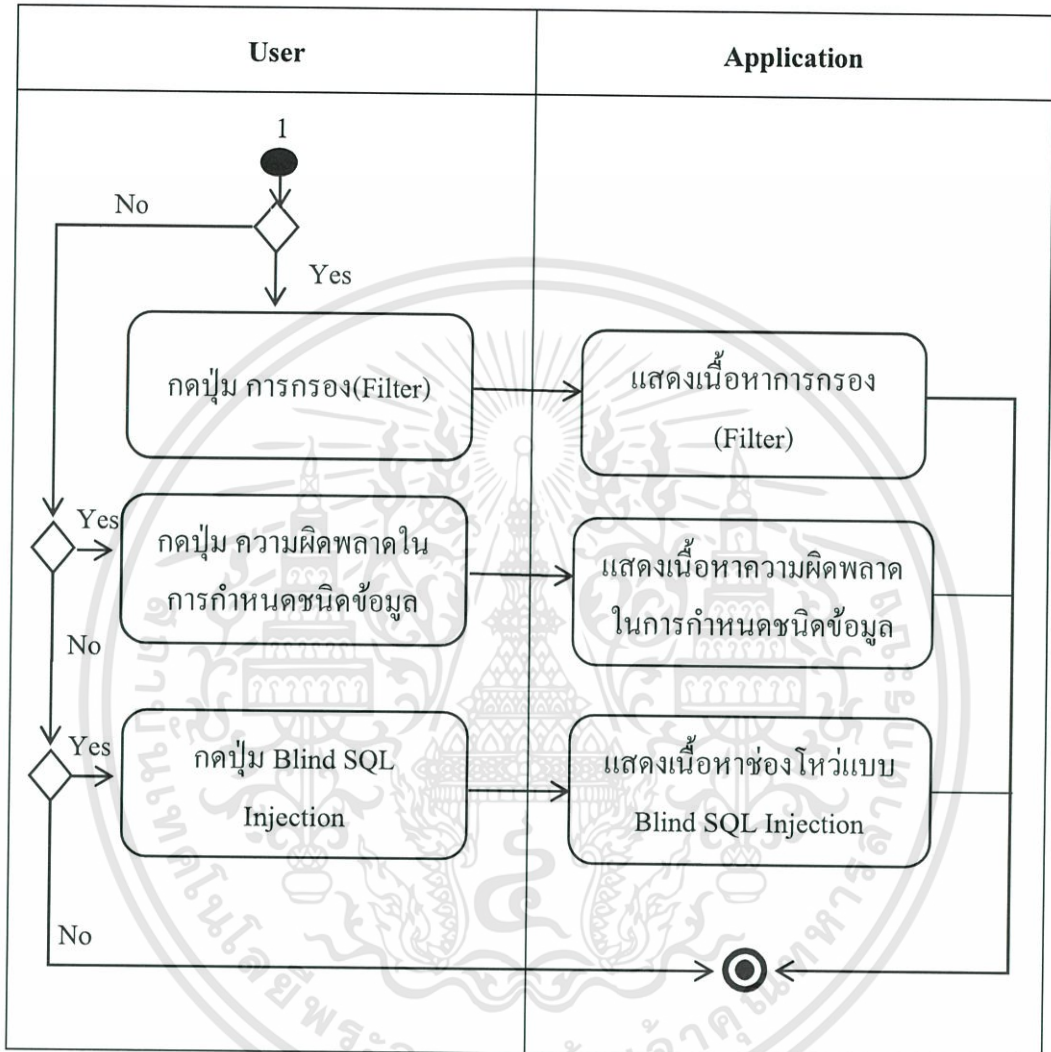 User
Application
1
No
Yes
กดปุ่ม การกรอง(Filter)
แสดงเนื้อหาการกรอง
(Filter)
Yes
กดปุ่ม ความผิดพลาดใน
การกำหนดชนิดข้อมูล
แสดงเนื้อหาความผิดพลาด
ในการกำหนดชนิดข้อมูล
No
Yes
กดปุ่ม Blind SQL
Injection
แสดงเนื้อหาช่องโหว่แบบ
Blind SQL Injection
No